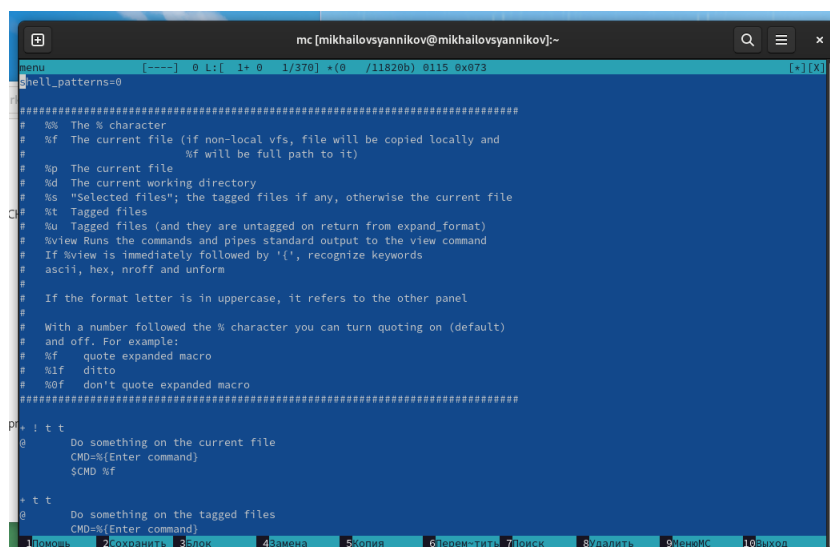 mc [mikhailovsyannikov@mikhailovsyannikov]:~
menu [----] 0 L:[ 1+ 0 1/370] *(0 /11820b) 0115 0x073 [*][X]
shell_patterns=0
###############################################################################
# %% The % character
# %f The current file (if non-local vfs, file will be copied locally and
# %f will be full path to it)
# %p The current file
# %d The current working directory
# %s "Selected files"; the tagged files if any, otherwise the current file
# %t Tagged files
# %u Tagged files (and they are untagged on return from expand_format)
# %view Runs the commands and pipes standard output to the view command
# If %view is immediately followed by '{', recognize keywords
# ascii, hex, nroff and unform
#
# If the format letter is in uppercase, it refers to the other panel
#
# With a number followed the % character you can turn quoting on (default)
# and off. For example:
# %f quote expanded macro
# %1f ditto
# %0f don't quote expanded macro
###############################################################################
+ ! t t
@ Do something on the current file
CMD=%{Enter command}
$CMD %f
+ t t
@ Do something on the tagged files
CMD=%{Enter command}
1Помощь 2Сохранить 3Блок 4Замена 5Копия 6Перем~тить 7Поиск 8Удалить 9МенюMC 10Выход